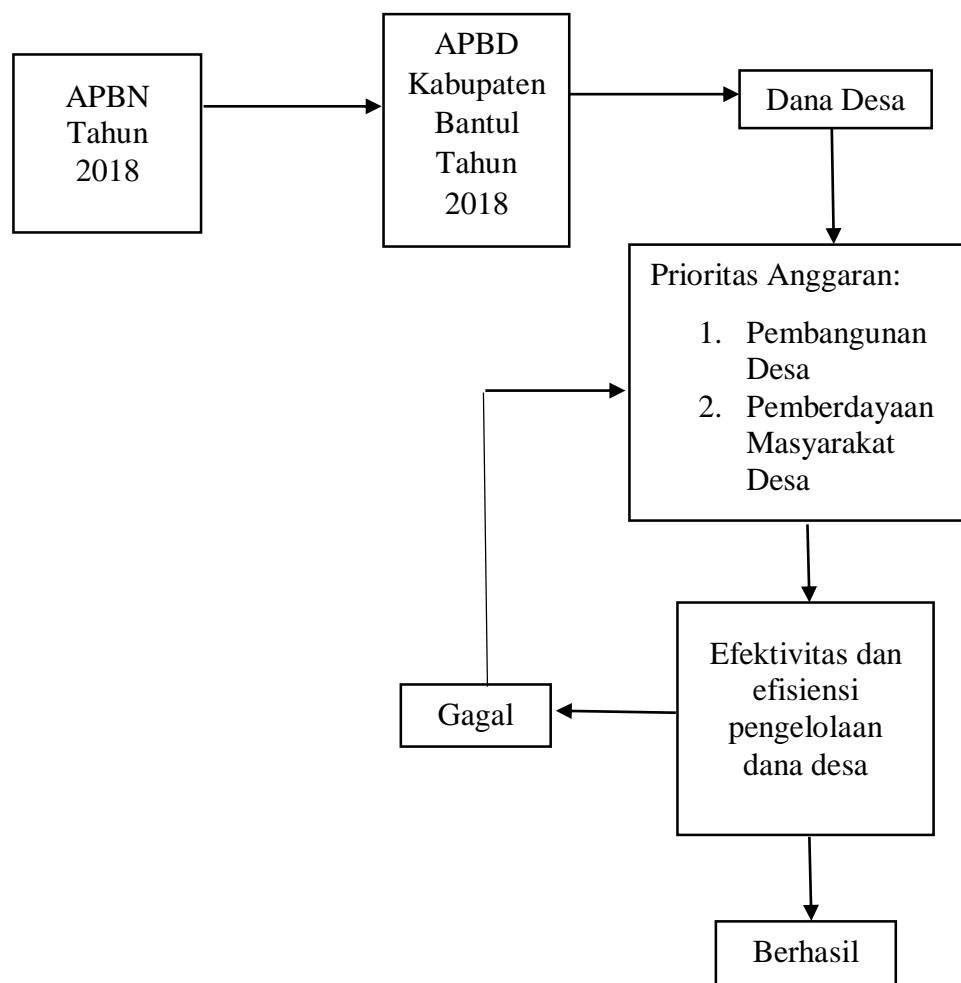 APBN
Tahun
2018
APBD
Kabupaten
Bantul
Tahun
2018
Dana Desa
Prioritas Anggaran:
1. Pembangunan
Desa
2. Pemberdayaan
Masyarakat
Desa
Efektivitas dan
efisiensi
pengelolaan
dana desa
Gagal
Berhasil